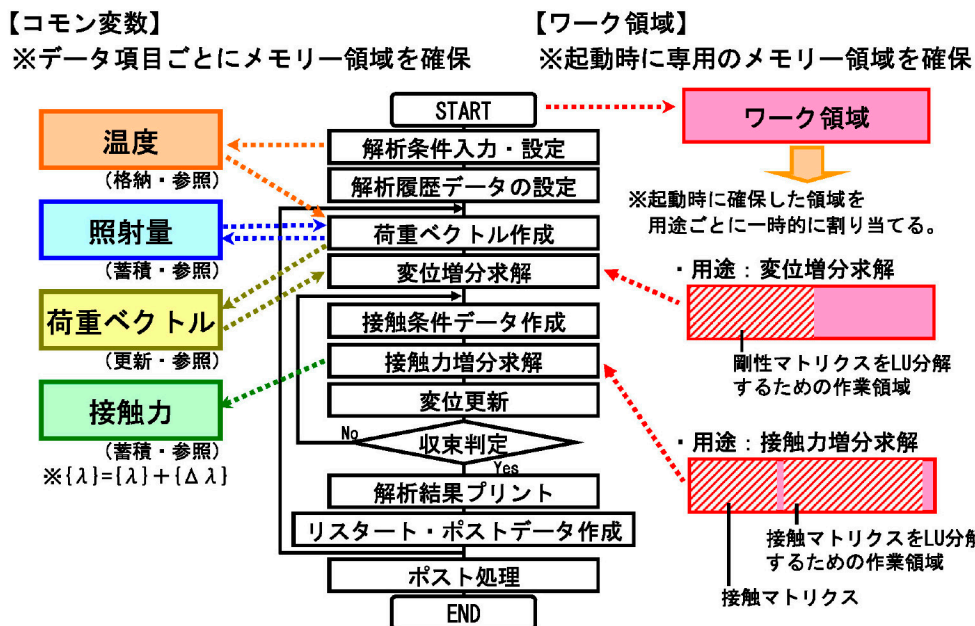 【コモン変数】
※データ項目ごとにメモリー領域を確保
温度
(格納・参照)
照射量
(蓄積・参照)
荷重ベクトル
(更新・参照)
接触力
(蓄積・参照)
※{λ}={λ}+{Δλ}
START
解析条件入力・設定
解析履歴データの設定
荷重ベクトル作成
変位増分求解
接触条件データ作成
接触力増分求解
変位更新
No
収束判定
Yes
解析結果プリント
リスタート・ポストデータ作成
ポスト処理
END
【ワーク領域】
※起動時に専用のメモリー領域を確保
ワーク領域
※起動時に確保した領域を
用途ごとに一時的に割り当てる。
・用途：変位増分求解
剛性マトリクスをLU分解
するための作業領域
・用途：接触力増分求解
接触マトリクスをLU分解
するための作業領域
接触マトリクス